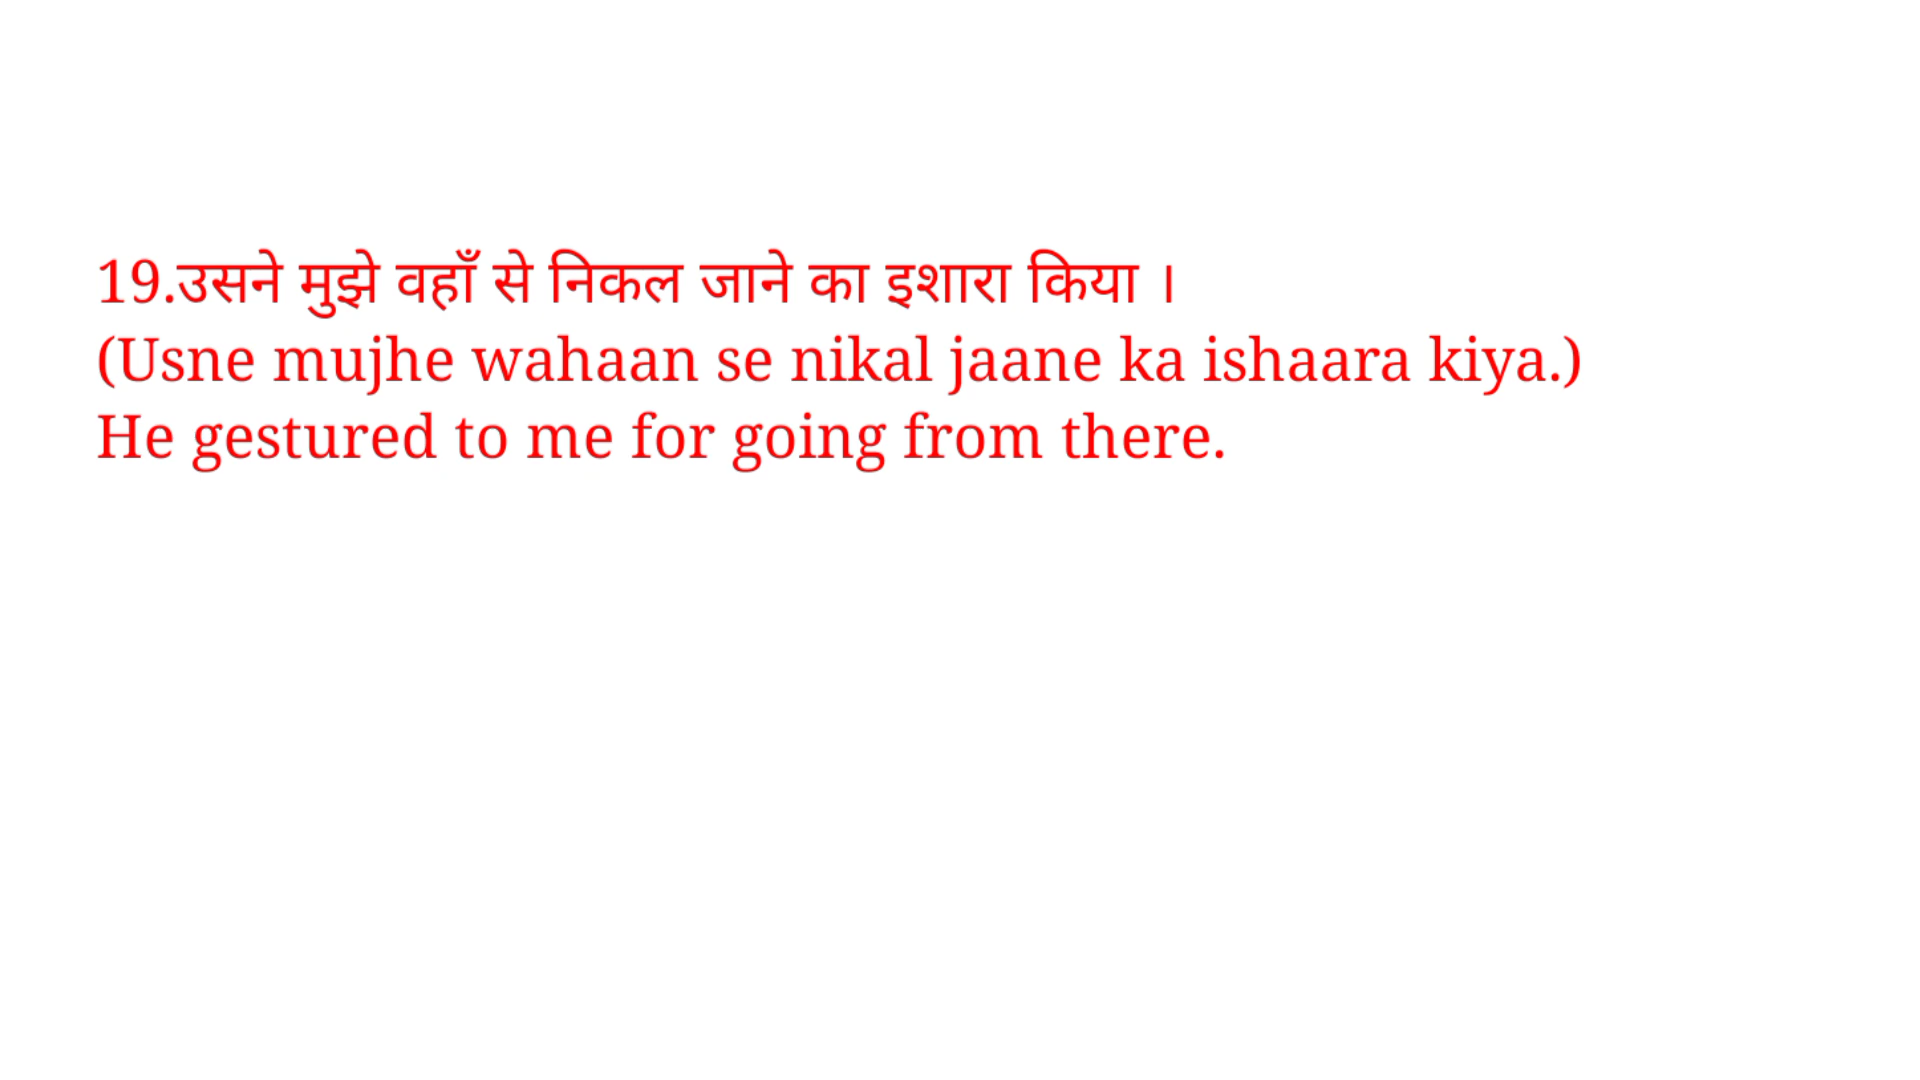 19.उसने मुझे वहाँ से निकल जाने का इशारा किया ।
(Usne mujhe wahaan se nikal jaane ka ishaara kiya.)
He gestured to me for going from there.